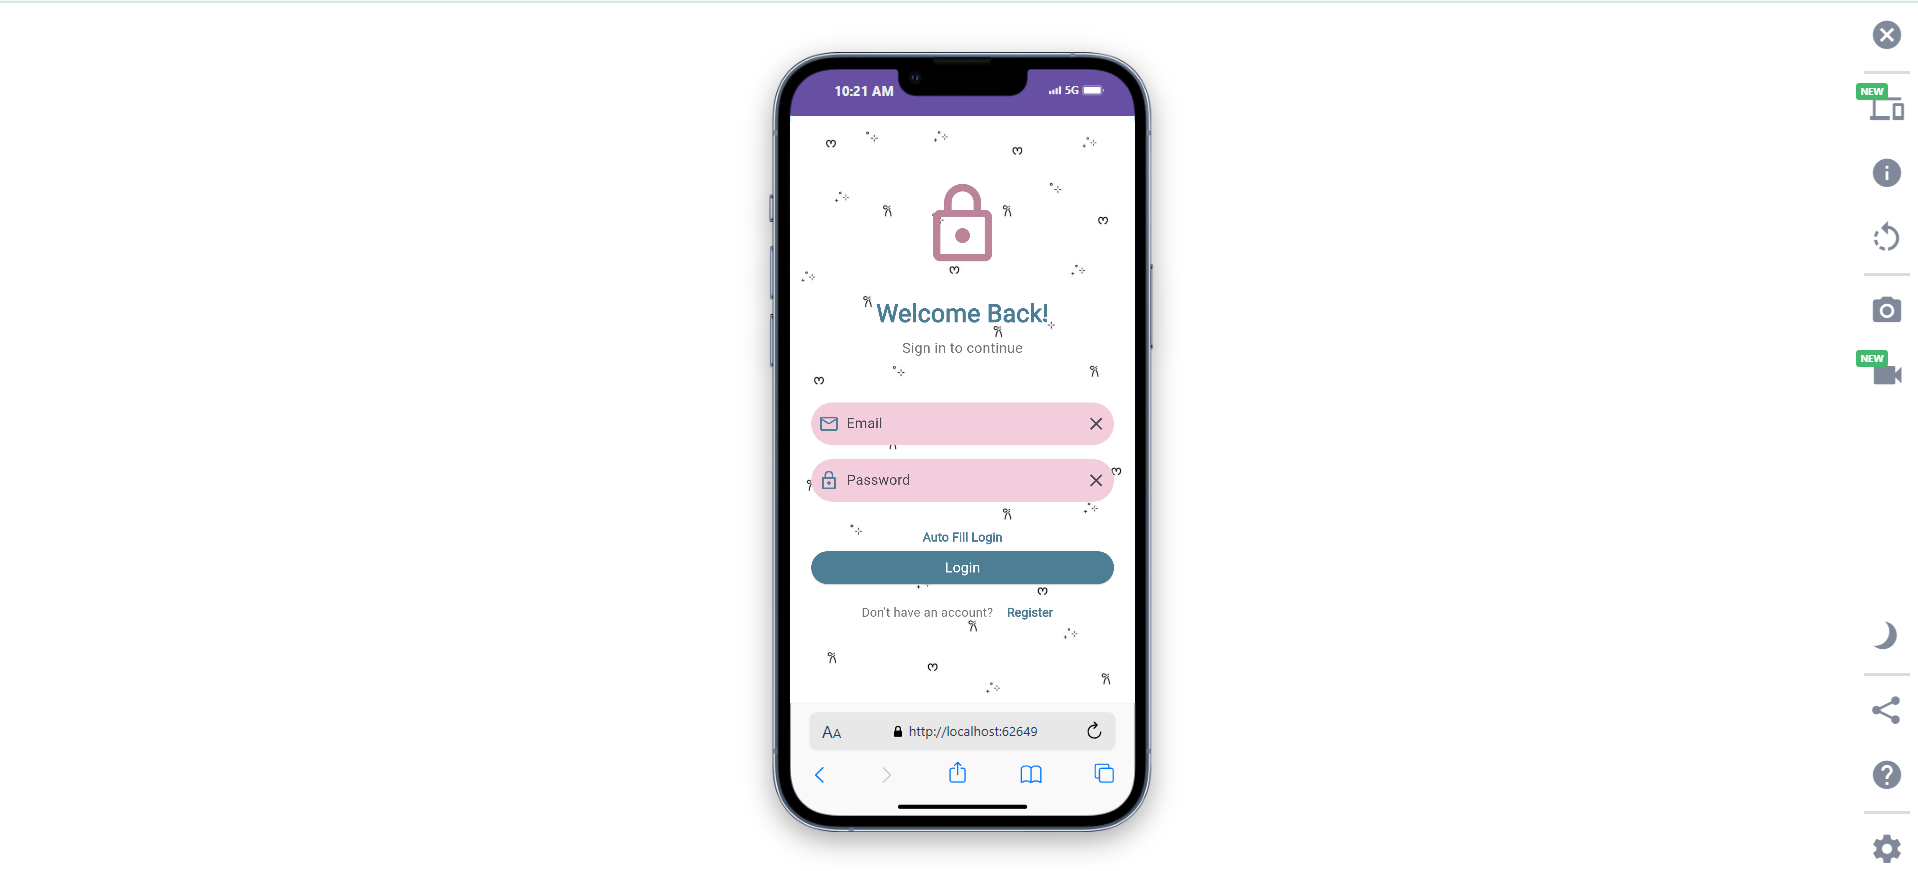 10:21 AM
5G
NEW
Welcome Back!
Sign in to continue
NEW
Email
Password
Auto Fill Login
Login
Don't have an account? Register
AA http://localhost:62649